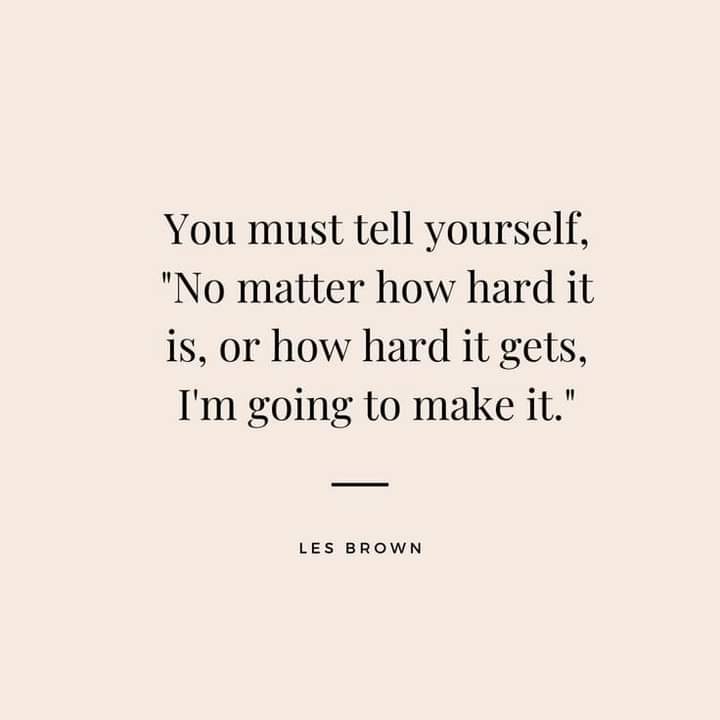 You must tell yourself,
"No matter how hard it
is, or how hard it gets,
I'm going to make it."
LES BROWN